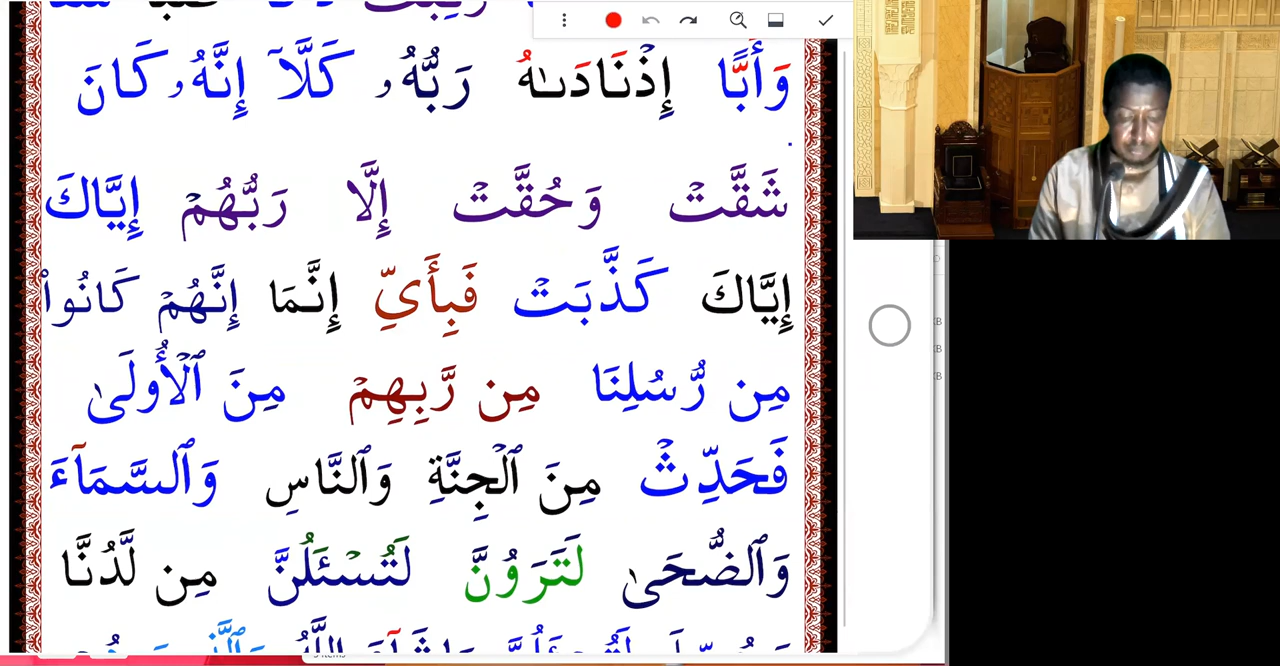 وَأَبًّا إِذْنَادَىٰهُ رَبُّهُۥ كَلَّآ إِنَّهُۥ كَانَ
شَقَّتْ وَحُقَّتْ إِلَّا رَبُّهُمْ إِيَّاكَ
إِيَّاكَ كَذَّبَتْ فَبِأَىِّ إِنَّمَا إِنَّهُمْ كَانُوا۟
مِن رُّسُلِنَا مِن رَّبِهِمْ مِنَ ٱلْأُولَىٰ
فَحَدِّثْ مِنَ ٱلْجِنَّةِ وَٱلنَّاسِ وَٱلسَّمَآءَ
وَٱلضُّحَىٰ لَتَرَوُنَّ لَتُسْـَٔلُنَّ مِن لَّدُنَّا